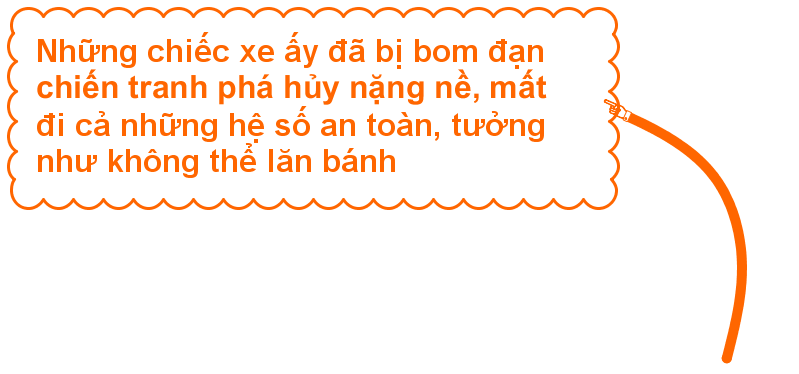 Những chiếc xe ấy đã bị bom đạn
chiến tranh phá hủy nặng nề, mất
đi cả những hệ số an toàn, tưởng
như không thể lăn bánh